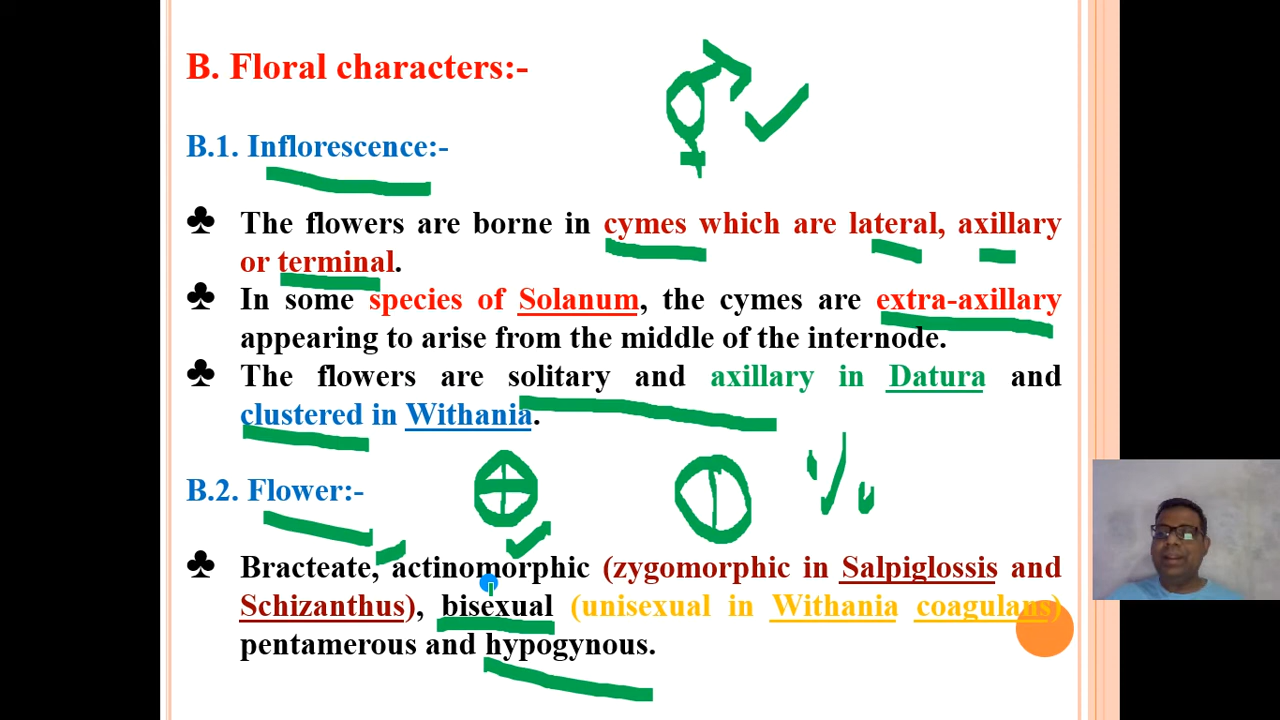 B. Floral characters:-
B.1. Inflorescence:-
♣ The flowers are borne in cymes which are lateral, axillary
or terminal.
♣ In some species of Solanum, the cymes are extra-axillary
appearing to arise from the middle of the internode.
♣ The flowers are solitary and axillary in Datura and
clustered in Withania.
B.2. Flower:-
♣ Bracteate, actinomorphic (zygomorphic in Salpiglossis and
Schizanthus), bisexual (unisexual in Withania coagulans)
pentamerous and hypogynous.